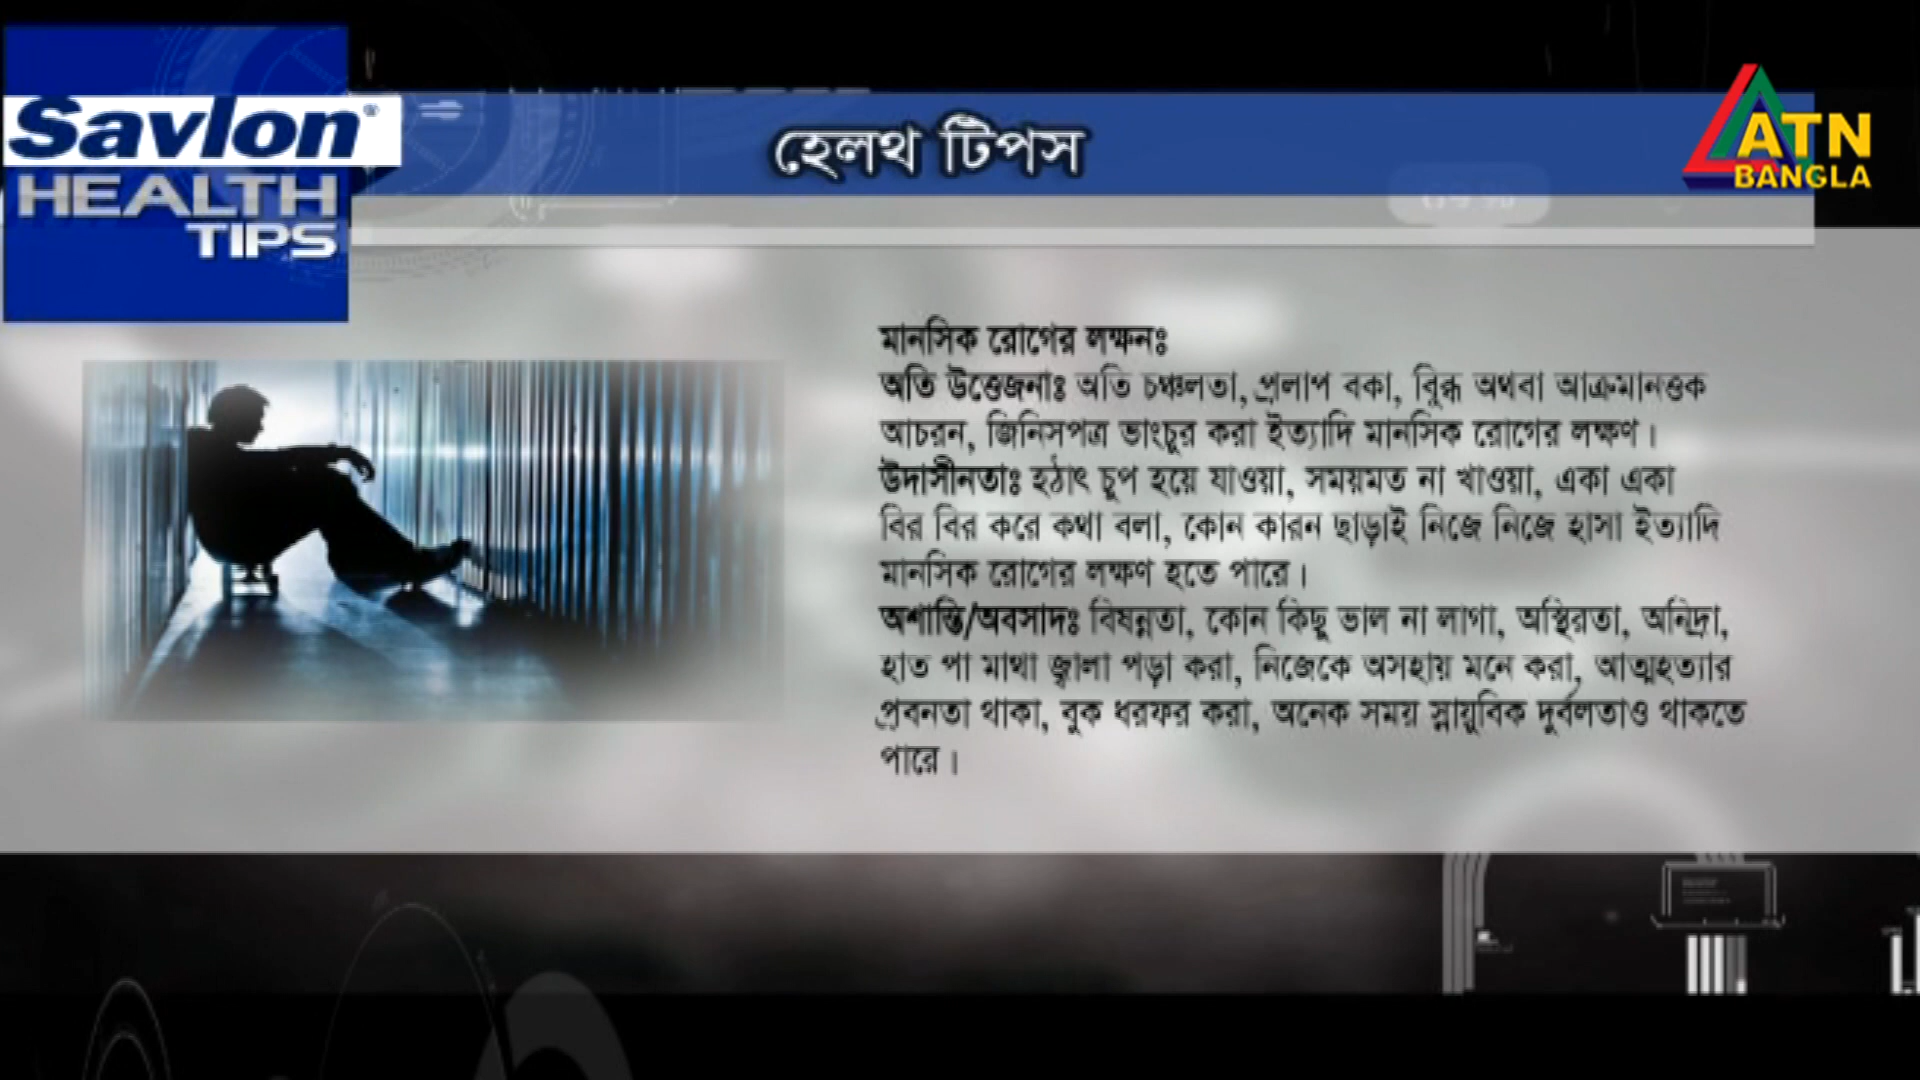 Savlon®
HEALTH
TIPS
হেলথ টিপস
ATN
BANGLA
মানসিক রোগের লক্ষনঃ
অতি উত্তেজনাঃ অতি চঞ্চলতা, প্রলাপ বকা, বিুব্ধ অথবা আক্রমানত্তক
আচরন, জিনিসপত্র ভাংচুর করা ইত্যাদি মানসিক রোগের লক্ষণ।
উদাসীনতাঃ হঠাৎ চুপ হয়ে যাওয়া, সময়মত না খাওয়া, একা একা
বির বির করে কথা বলা, কোন কারন ছাড়াই নিজে নিজে হাসা ইত্যাদি
মানসিক রোগের লক্ষণ হতে পারে।
অশান্তি/অবসাদঃ বিষন্নতা, কোন কিছু ভাল না লাগা, অস্থিরতা, অনিদ্রা,
হাত পা মাথা জ্বালা পড়া করা, নিজেকে অসহায় মনে করা, আত্মহত্যার
প্রবনতা থাকা, বুক ধরফর করা, অনেক সময় স্নায়ুবিক দুর্বলতাও থাকতে
পারে।